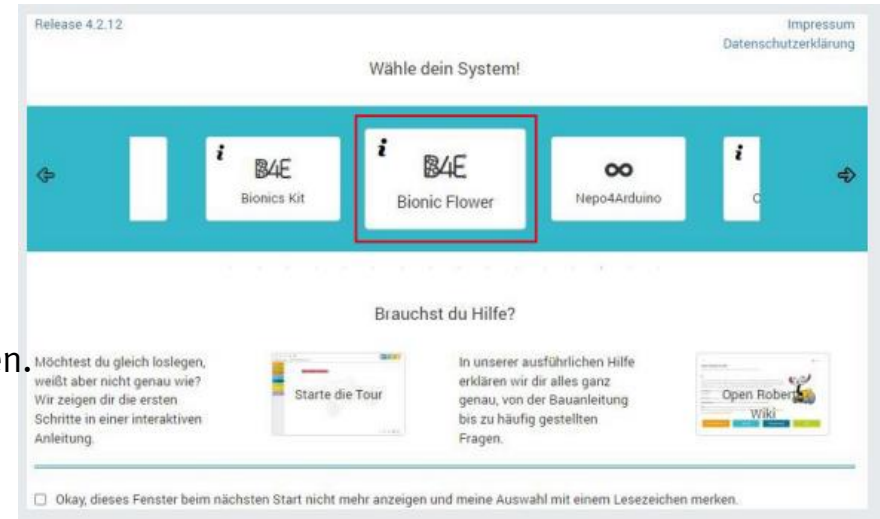 Release 4.2.12
Impressum
Datenschutzerklärung
Wähle dein System!
i
B4E
Bionics Kit
i
B4E
Bionic Flower
Nepo4Arduino
i
Brauchst du Hilfe?
Möchtest du gleich loslegen,
weißt aber nicht genau wie?
Wir zeigen dir die ersten
Schritte in einer interaktiven
Anleitung.
Starte die Tour
In unserer ausführlichen Hilfe
erklären wir dir alles ganz
genau, von der Bauanleitung
bis zu häufig gestellten
Fragen.
Open Roberta
Wiki
Okay, dieses Fenster beim nächsten Start nicht mehr anzeigen und meine Auswahl mit einem Lesezeichen merken.